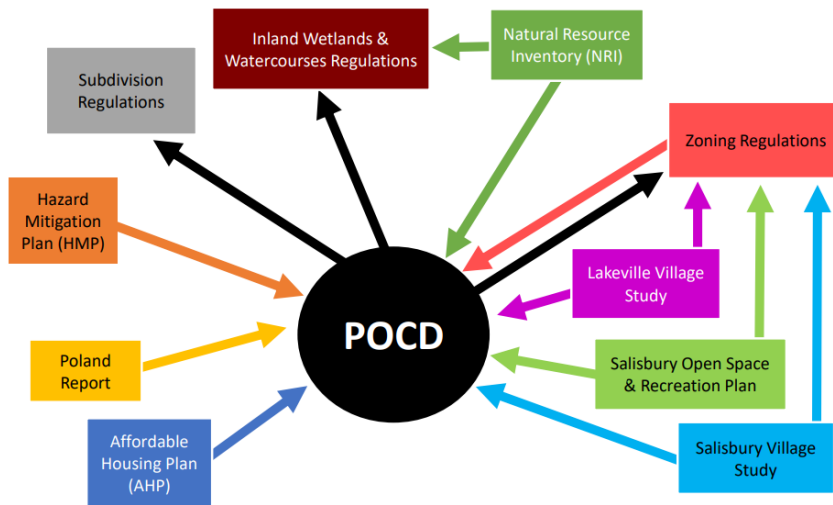 Inland Wetlands &
Watercourses Regulations
Natural Resource
Inventory (NRI)
Subdivision
Regulations
Zoning Regulations
Hazard
Mitigation
Plan (HMP)
Lakeville Village
Study
POCD
Poland
Report
Salisbury Open Space
& Recreation Plan
Affordable
Housing Plan
(AHP)
Salisbury Village
Study